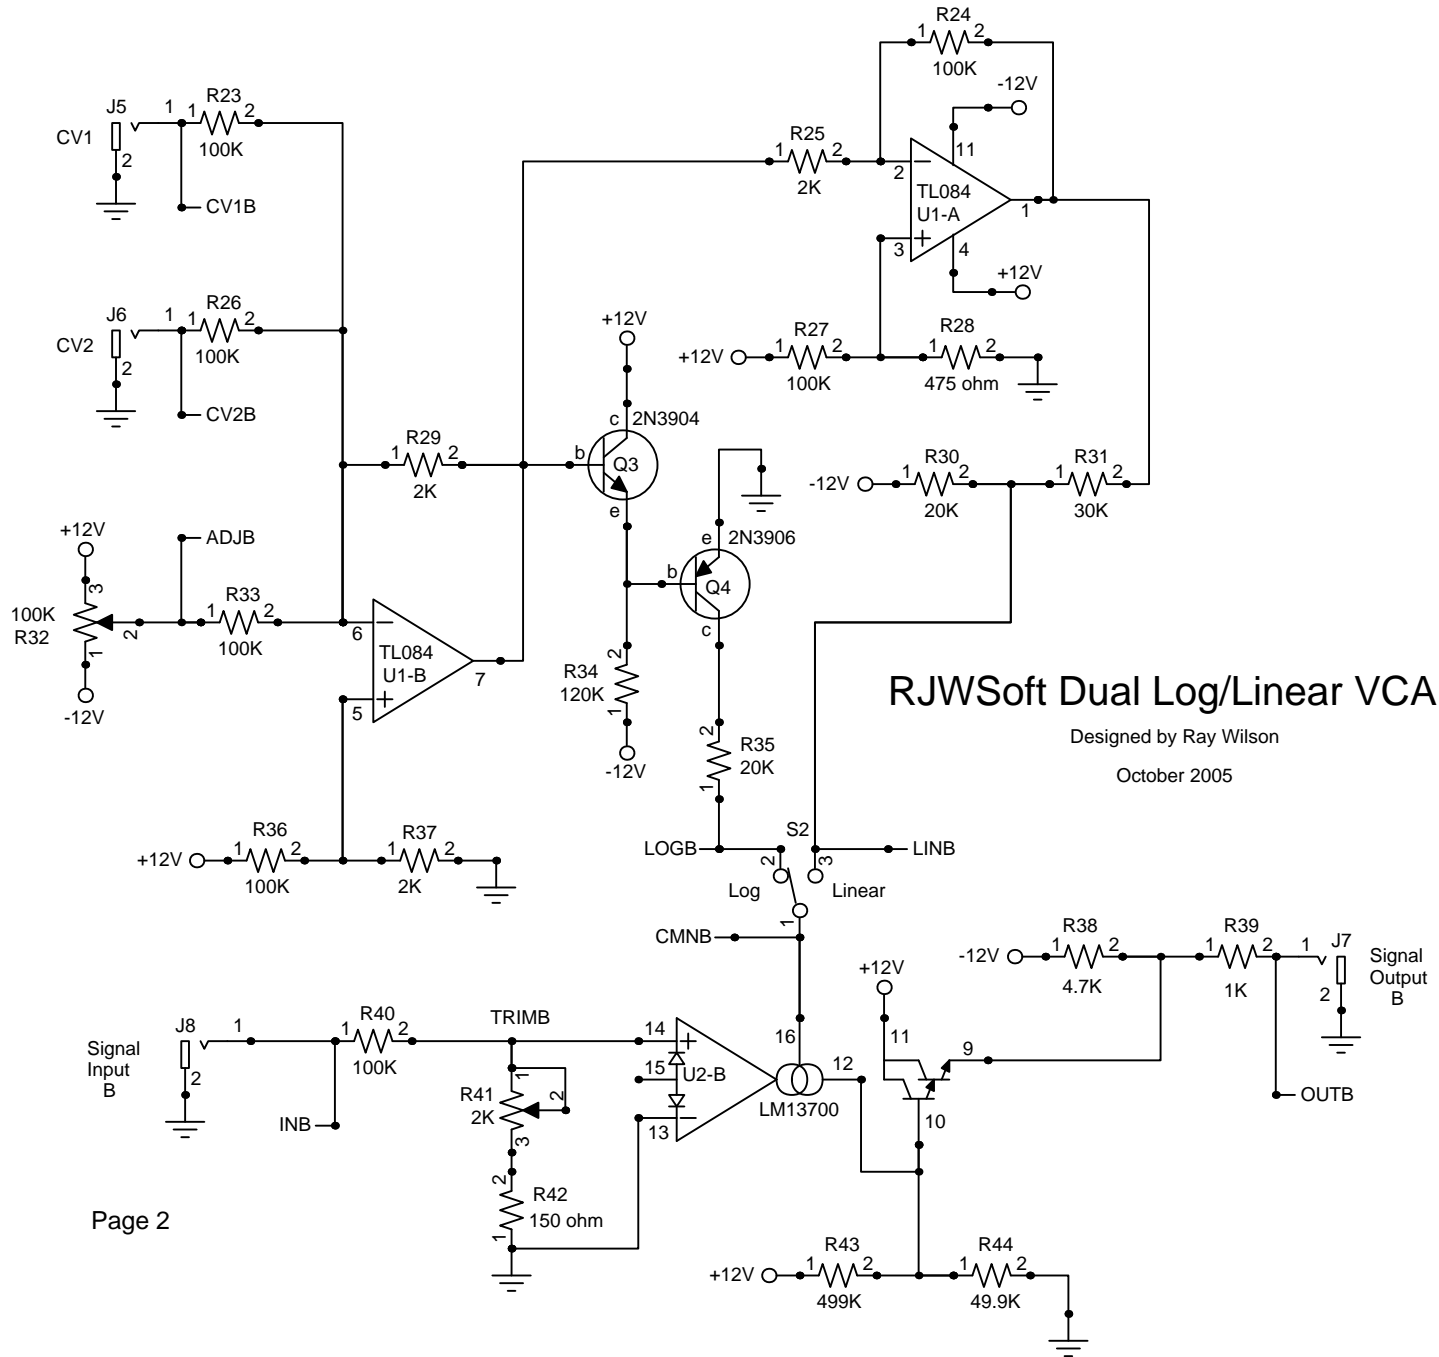 R24
1 2
100K
-12V
11
R25
1 2
2K
2
TL084
U1-A
1
3
4
+12V
J5
1
CV1
2
R23
1 2
100K
CV1B
J6
1
CV2
2
R26
1 2
100K
CV2B
+12V
c
2N3904
b
Q3
e
R29
1 2
2K
+12V
R27
1 2
100K
R28
1 2
475 ohm
-12V
R30
1 2
20K
R31
1 2
30K
e
2N3906
b
Q4
c
ADJB
+12V
3
100K
R32
2
1
-12V
R33
1 2
100K
6
TL084
U1-B
7
5
2
R34
120K
1
-12V
2
R35
20K
1
RJWSoft Dual Log/Linear VCA
Designed by Ray Wilson
October 2005
+12V
R36
1 2
100K
R37
1 2
2K
LOGB
S2
LINB
2
3
Log
Linear
1
CMNB
-12V
R38
1 2
4.7K
R39
1 2
1K
J7
1
2
Signal
Output
B
+12V
11
9
10
OUTB
J8
1
2
Signal
Input
B
R40
1 2
100K
INB
TRIMB
14
15
U2-B
13
16
12
LM13700
1
R41
2K
2
3
2
R42
150 ohm
1
Page 2
+12V
R43
1 2
499K
R44
1 2
49.9K